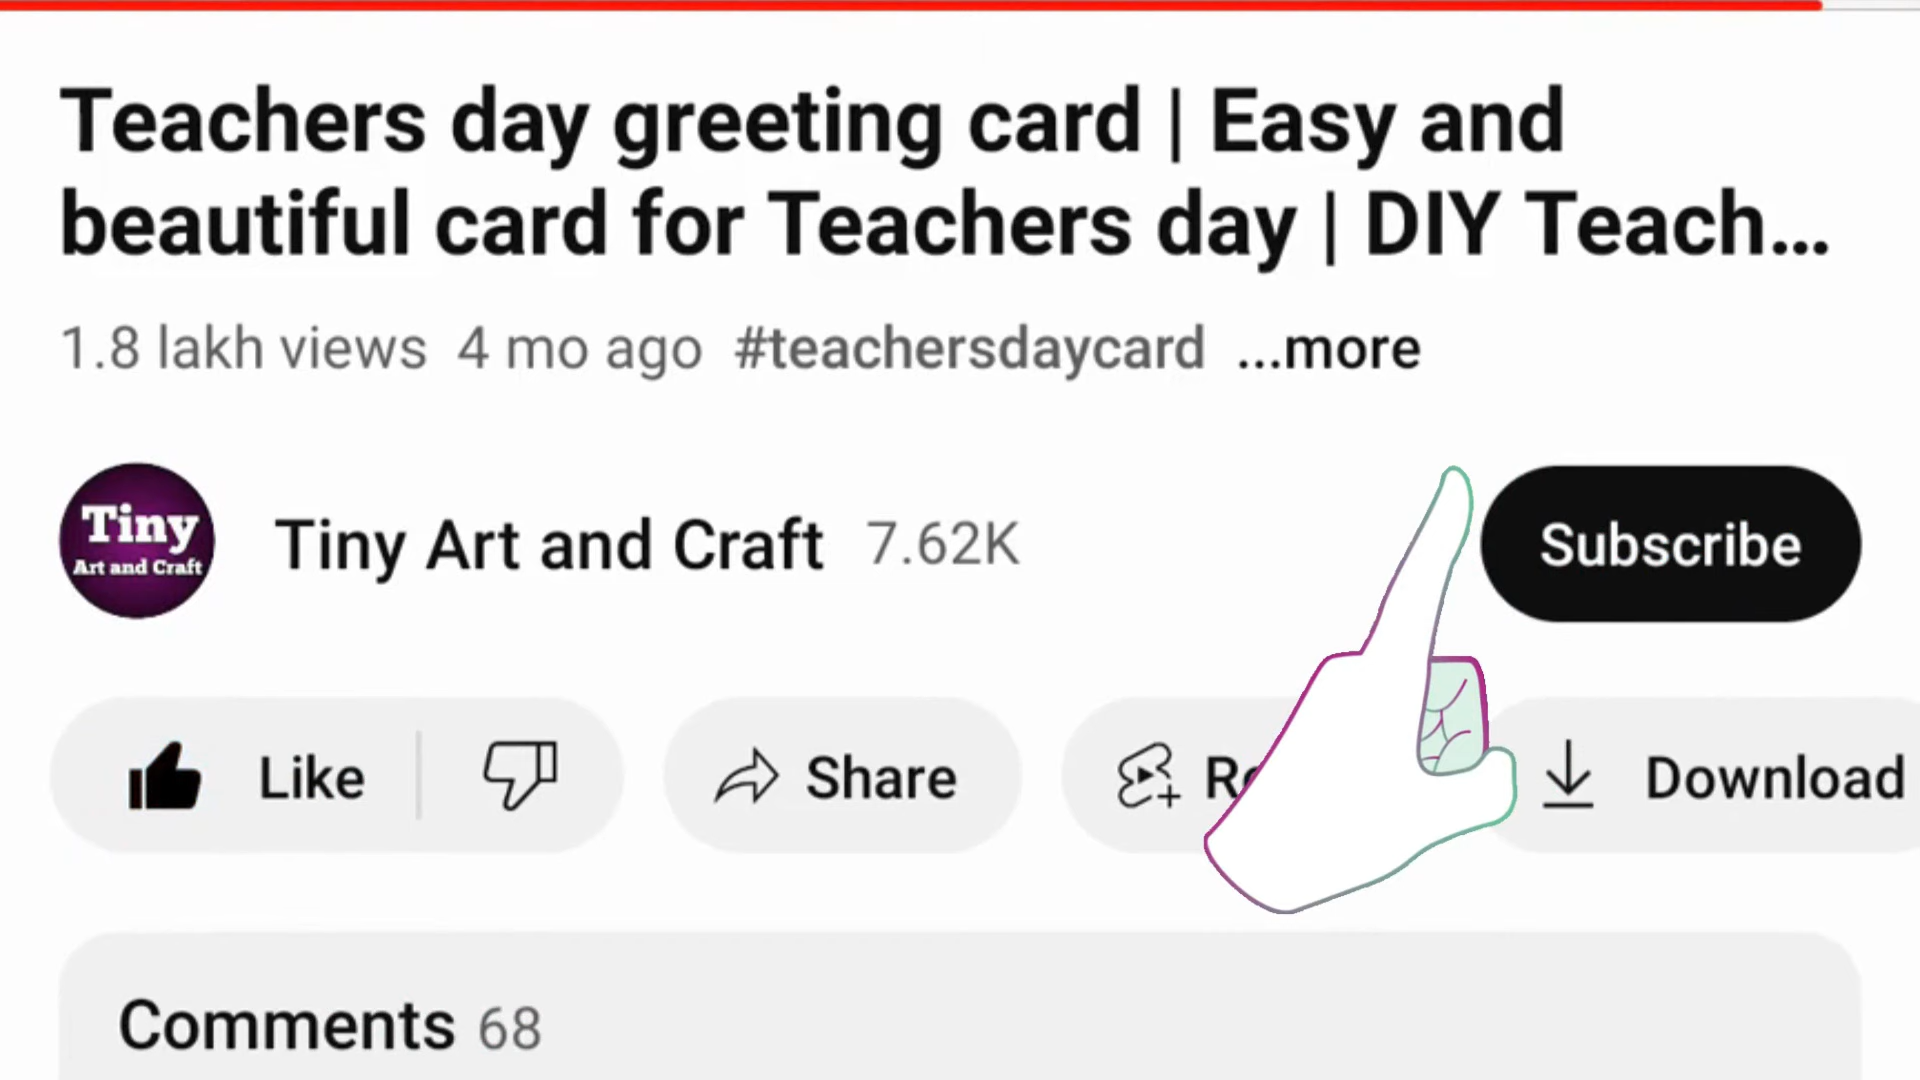 Teachers day greeting card | Easy and
beautiful card for Teachers day | DIY Teach...
1.8 lakh views 4 mo ago #teachersdaycard ...more
Tiny
Art and Craft
Tiny Art and Craft 7.62K
Subscribe
Like Share Download
Comments 68